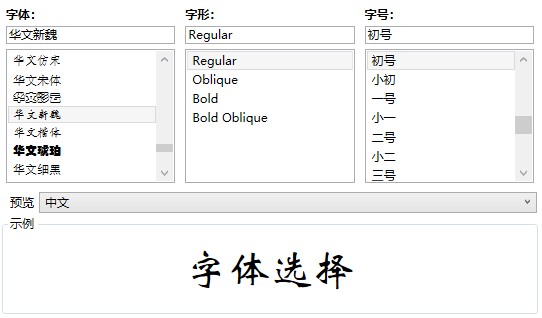 字体：
华文新魏
华文仿宋
华文宋体
华文彩云
华文新魏
华文楷体
华文琥珀
华文细黑
字形：
Regular
Regular
Oblique
Bold
Bold Oblique
字号：
初号
初号
小初
一号
小一
二号
小二
三号
预览 中文
示例
字体选择